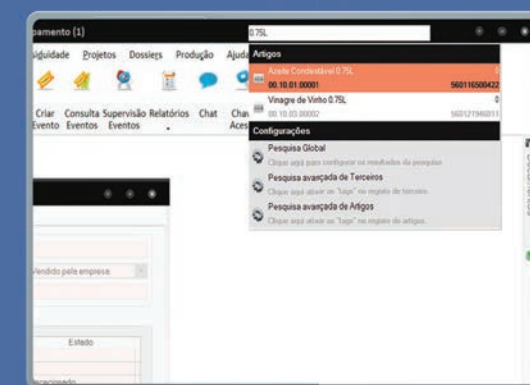 pamento (1)
0.75L
iguidade Projetos Dossiers Produção Ajuda
Artigos
Azeite Condestável 0.75L 0
00.10.01.00001 560116500422
Vinagre de Vinho 0.75L 0
00.10.03.00002
Criar Evento
Consulta Eventos
Supervisão Eventos
Relatórios
Chat
Configurações
Pesquisa Global
Clique aqui para configurar os resultados da pesquisa.
Pesquisa avançada de Terceiros
Clique aqui ativar as "tags" no registo de terceiro.
Pesquisa avançada de Artigos
Clique aqui ativar as "tags" no registo de artigos.
Vendido pela empresa
Estado